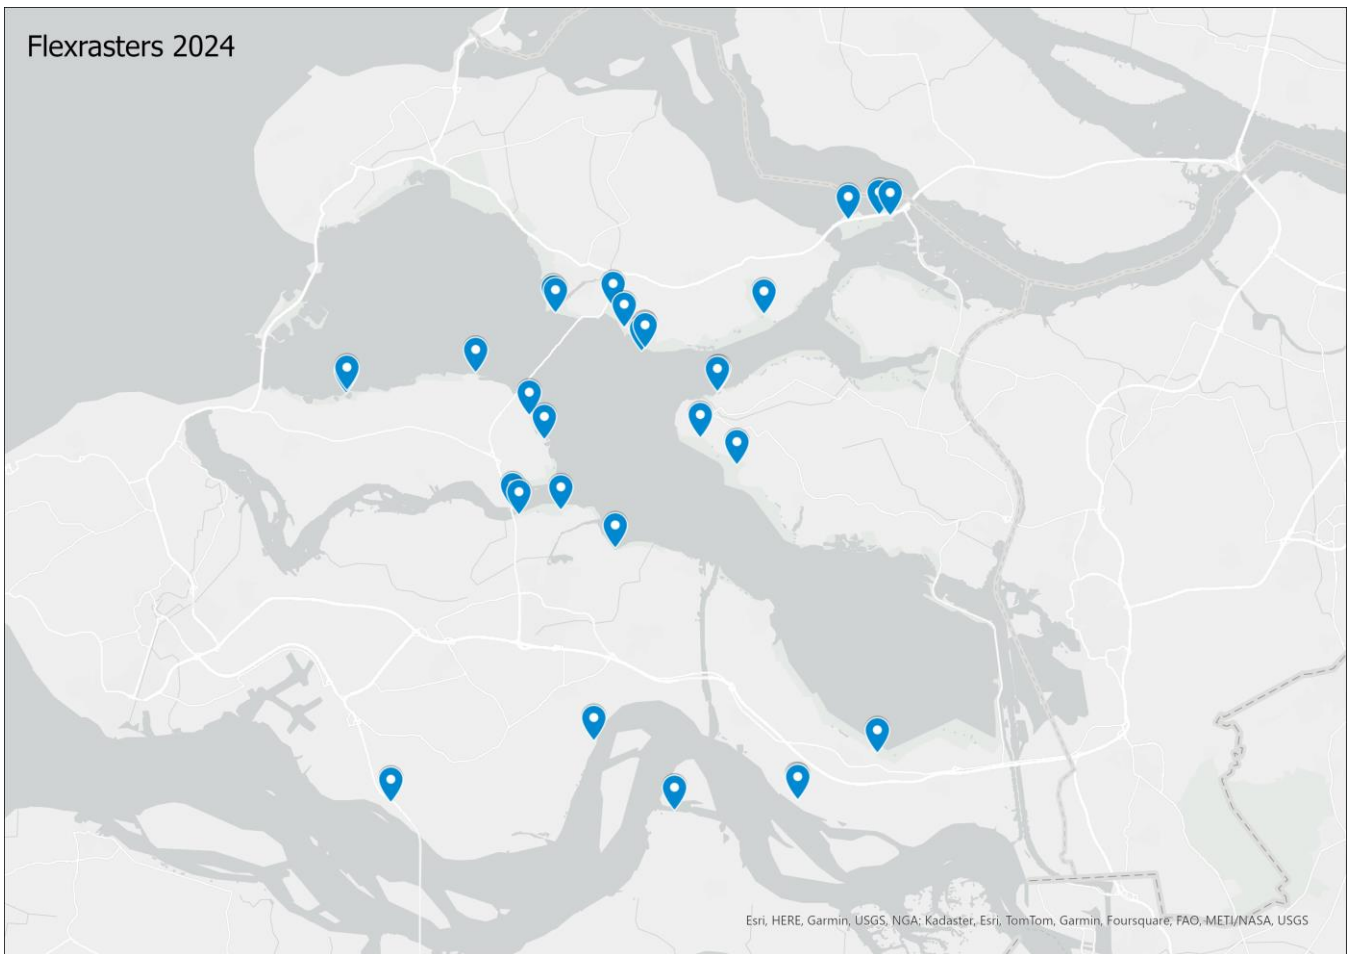 Flexrasters 2024
Esri, HERE, Garmin, USGS, NGA; Kadaster, Esri, TomTom, Garmin, Foursquare, FAO, METI/NASA, USGS